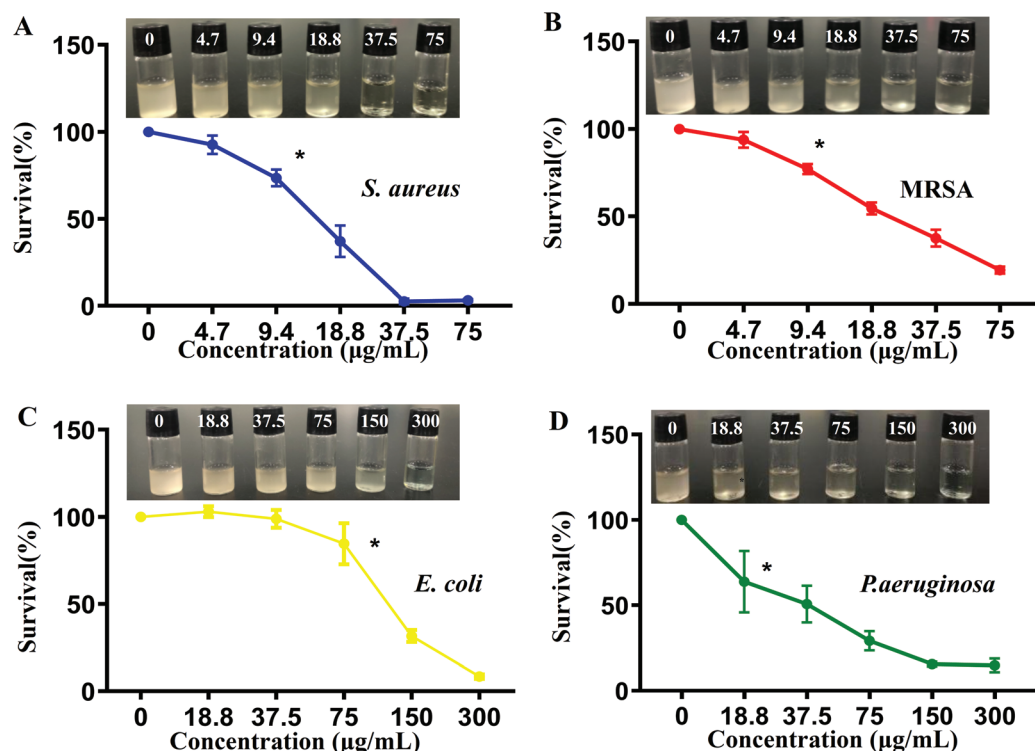 A
0 4.7 9.4 18.8 37.5 75
150
100
50
0
Survival(%)
*
S. aureus
0 4.7 9.4 18.8 37.5 75
Concentration (µg/mL)
B
0 4.7 9.4 18.8 37.5 75
150
100
50
0
Survival(%)
*
MRSA
0 4.7 9.4 18.8 37.5 75
Concentration (µg/mL)
C
0 18.8 37.5 75 150 300
150
100
50
0
Survival(%)
*
E. coli
0 18.8 37.5 75 150 300
Concentration (µg/mL)
D
0 18.8 37.5 75 150 300
150
100
50
0
Survival(%)
*
P.aeruginosa
0 18.8 37.5 75 150 300
Concentration (µg/mL)